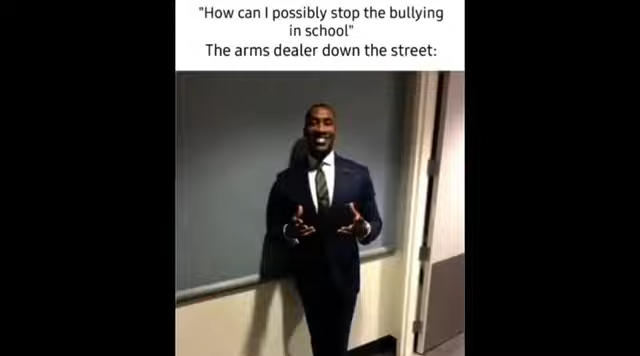 "How can I possibly stop the bullying
in school"
The arms dealer down the street: